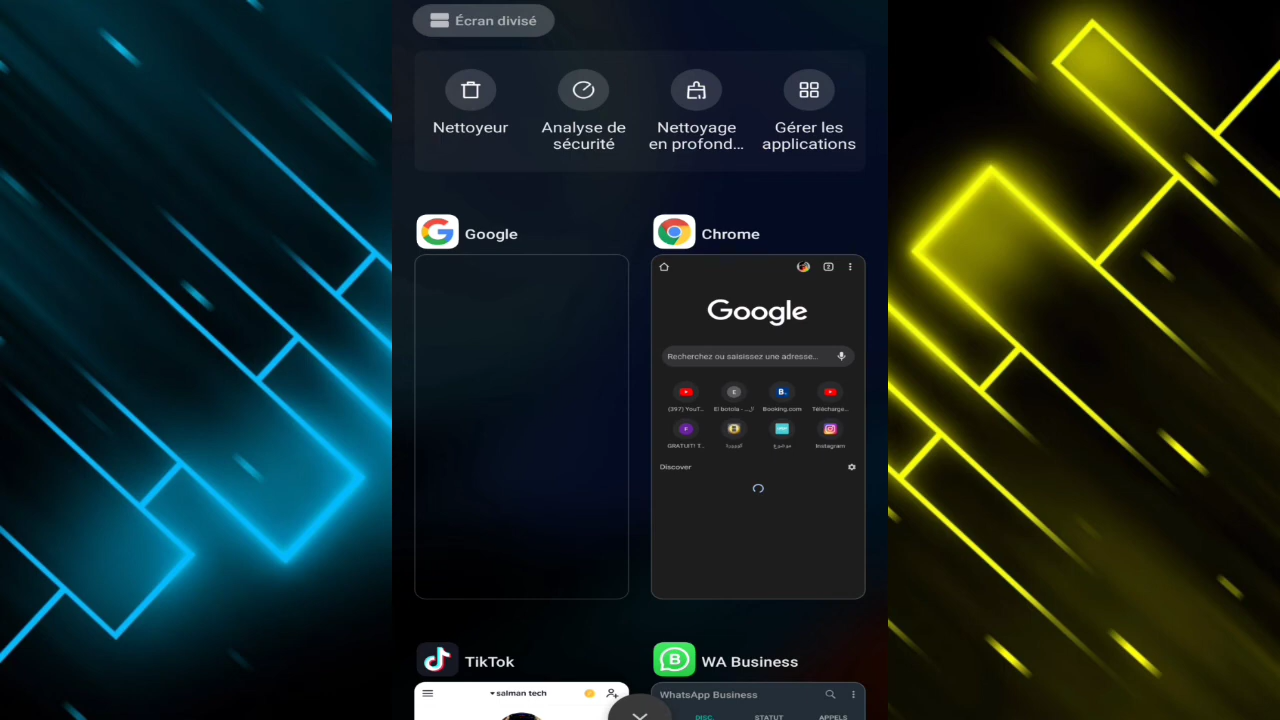 Écran divisé
Nettoyeur
Analyse de
sécurité
Nettoyage
en profond...
Gérer les
applications
Google
Chrome
Google
Recherchez ou saisissez une adresse...
(397) YouT...
El botola - ...ال
Booking.com
Télécharge...
GRATUIT! T...
موضوع
Instagram
Discover
TikTok
WA Business
salman tech
WhatsApp Business
DISC.
STATUT
APPELS